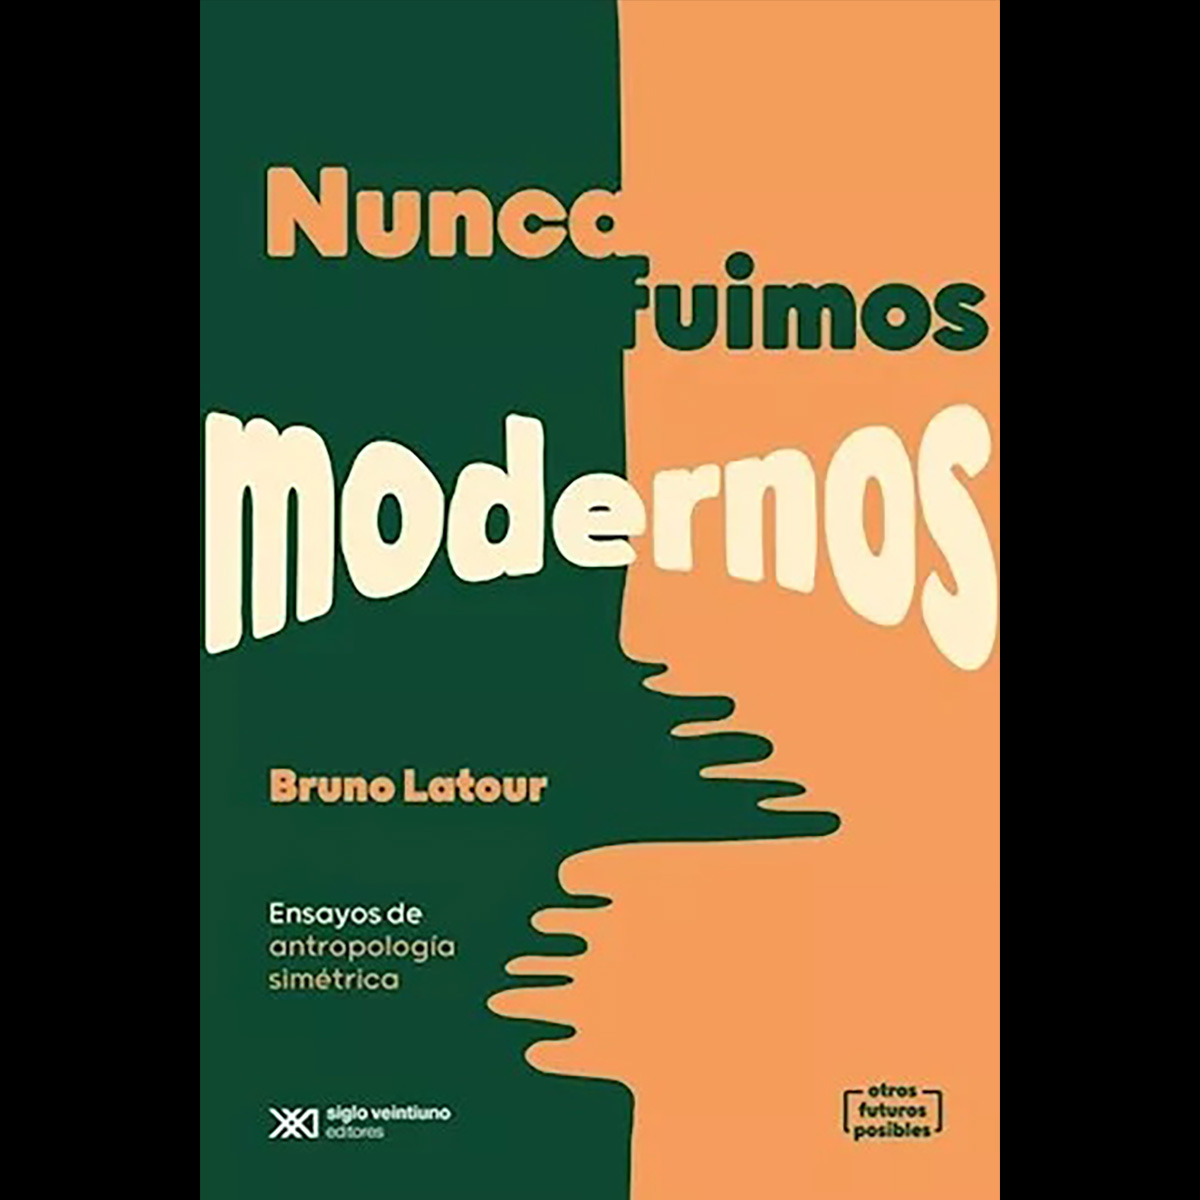 Nunca
fuimos
modernos
Bruno Latour
Ensayos de
antropología
simétrica
siglo veintiuno
editores
otros
futuros
posibles